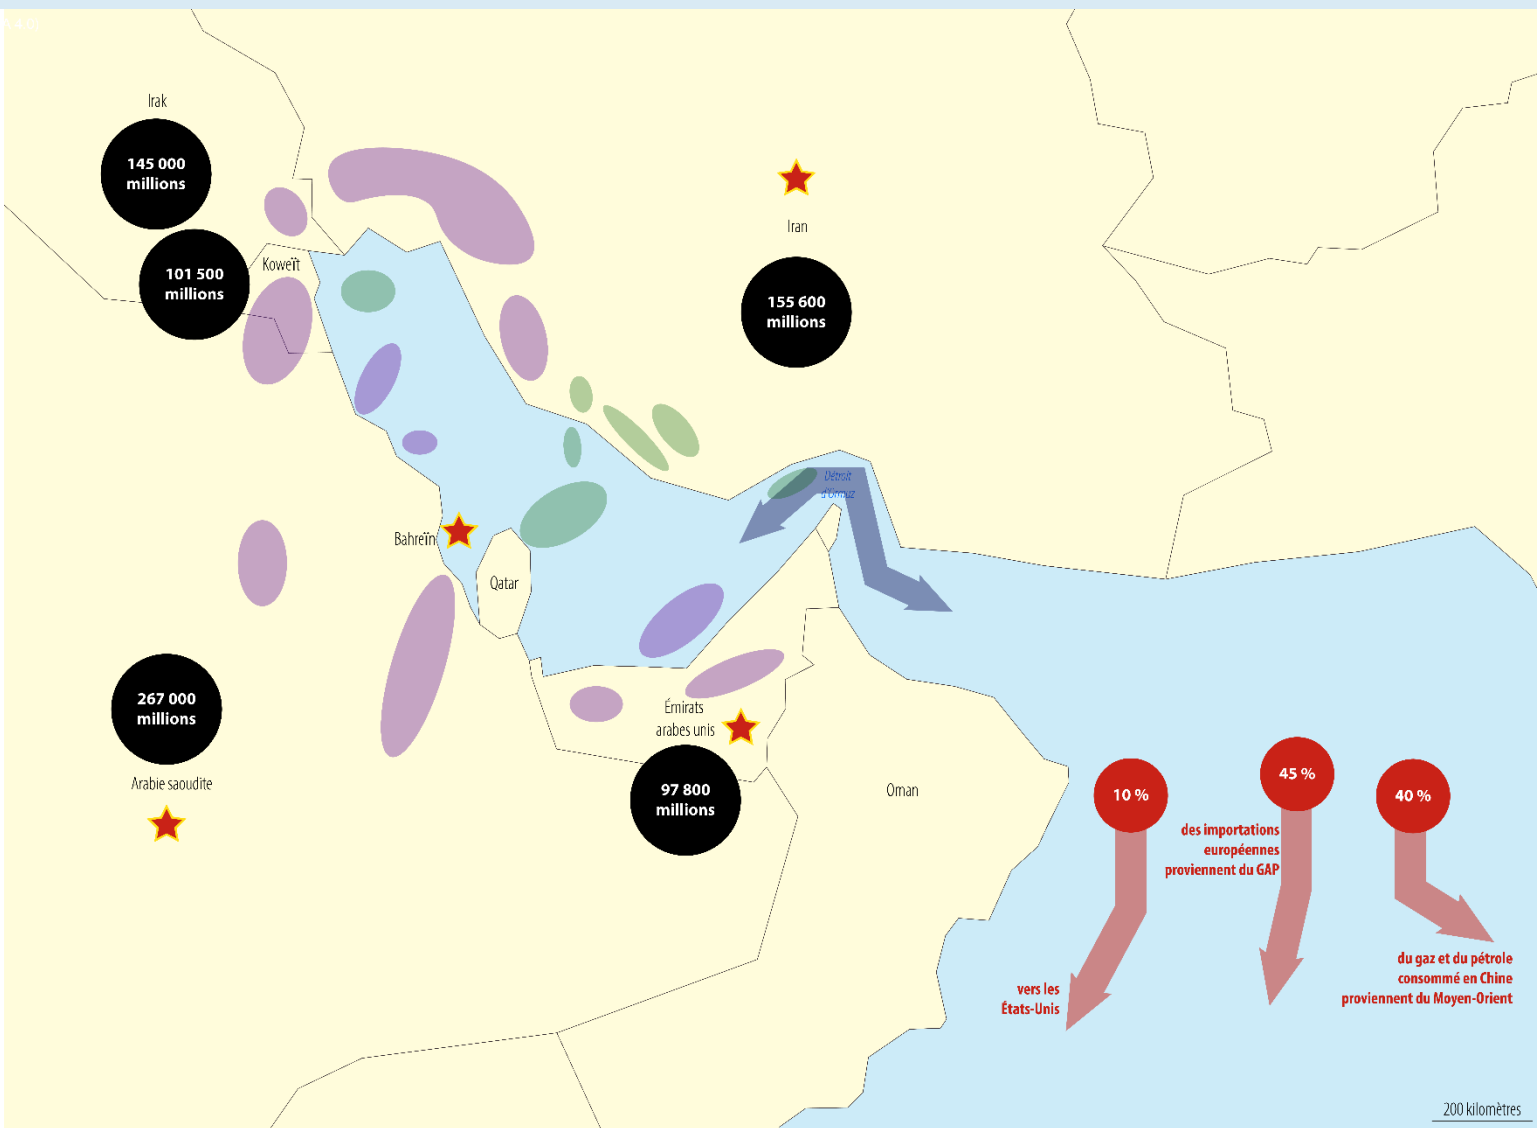 Irak
145 000
millions
101 500
millions
Koweït
Iran
155 600
millions
Détroit
d'Ormuz
Bahreïn
Qatar
267 000
millions
Arabie saoudite
Émirats
arabes unis
97 800
millions
Oman
10 %
45 %
40 %
des importations
européennes
proviennent du GAP
vers les
États-Unis
du gaz et du pétrole
consommé en Chine
proviennent du Moyen-Orient
200 kilomètres